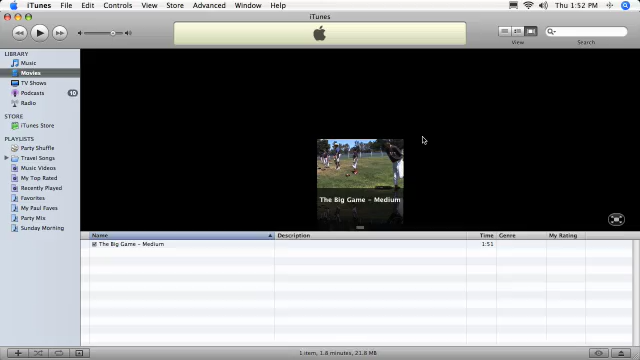 iTunes File Edit Controls View Store Advanced Window Help Thu 1:52 PM
iTunes
View
Search
LIBRARY
Music
Movies
TV Shows
Podcasts 10
Radio
STORE
iTunes Store
PLAYLISTS
Party Shuffle
Travel Songs
Music Videos
My Top Rated
Recently Played
Favorites
My Paul Faves
Party Mix
Sunday Morning
The Big Game – Medium
Name Description Time Genre My Rating
The Big Game – Medium 1:51
1 item, 1.8 minutes, 21.8 MB